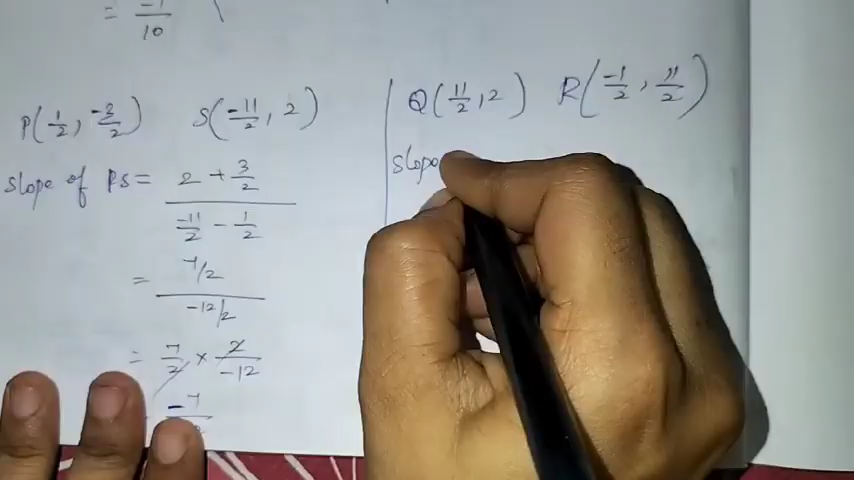 = -1/10
P(1/2, -3/2) S(-11/2, 2)
Slope of PS = (2 + 3/2)/(-11/2 - 1/2)
= (7/2)/(-12/2)
= 7/2 × 2/-12
-7
Q(11/2, 2) R(-1/2, 11/2)
Slope